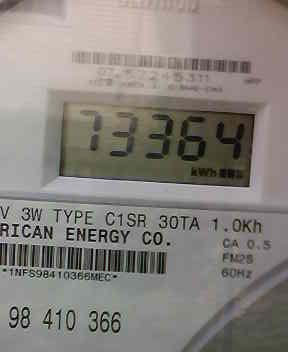 73364
kWh
V 3W TYPE C1SR 30TA 1.0Kh
RICAN ENERGY CO.
CA 0.5
FM2S
60Hz
*1NFS98410366MEC*
98 410 366